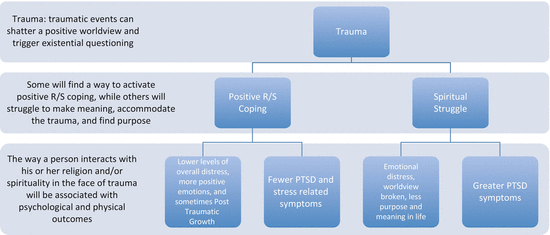 Trauma: traumatic events can
shatter a positive worldview and
trigger existential questioning
Trauma
Some will find a way to activate
positive R/S coping, while others will
struggle to make meaning, accommodate
the trauma, and find purpose
Positive R/S
Coping
Spiritual
Struggle
The way a person interacts with
his or her religion and/or
spirituality in the face of trauma
will be associated with
psychological and physical
outcomes
Lower levels of
overall distress,
more positive
emotions, and
sometimes Post
Traumatic
Growth
Fewer PTSD and
stress related
symptoms
Emotional
distress,
worldview
broken, less
purpose and
meaning in life
Greater PTSD
symptoms